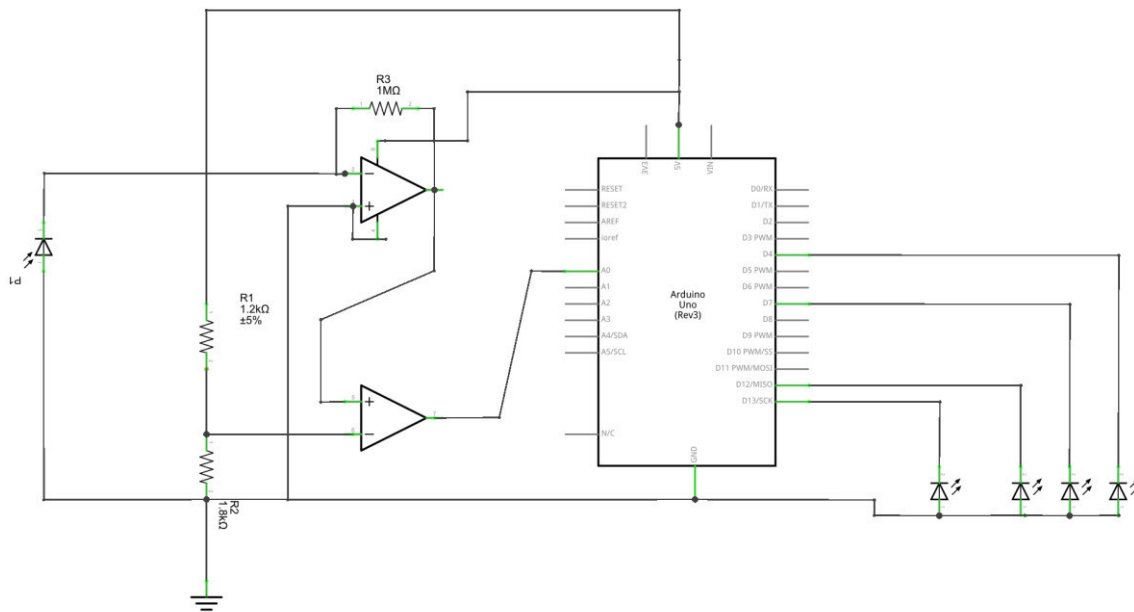 R3
1MΩ
3V3
5V
VIN
RESET
RESET2
AREF
ioref
A0
A1
A2
A3
A4/SDA
A5/SCL
N/C
Arduino
Uno
(Rev3)
D0/RX
D1/TX
D2
D3 PWM
D4
D5 PWM
D6 PWM
D7
D8
D9 PWM
D10 PWM/SS
D11 PWM/MOSI
D12/MISO
D13/SCK
GND
P1
R1
1.2kΩ
±5%
R2
1.8kΩ
+
+